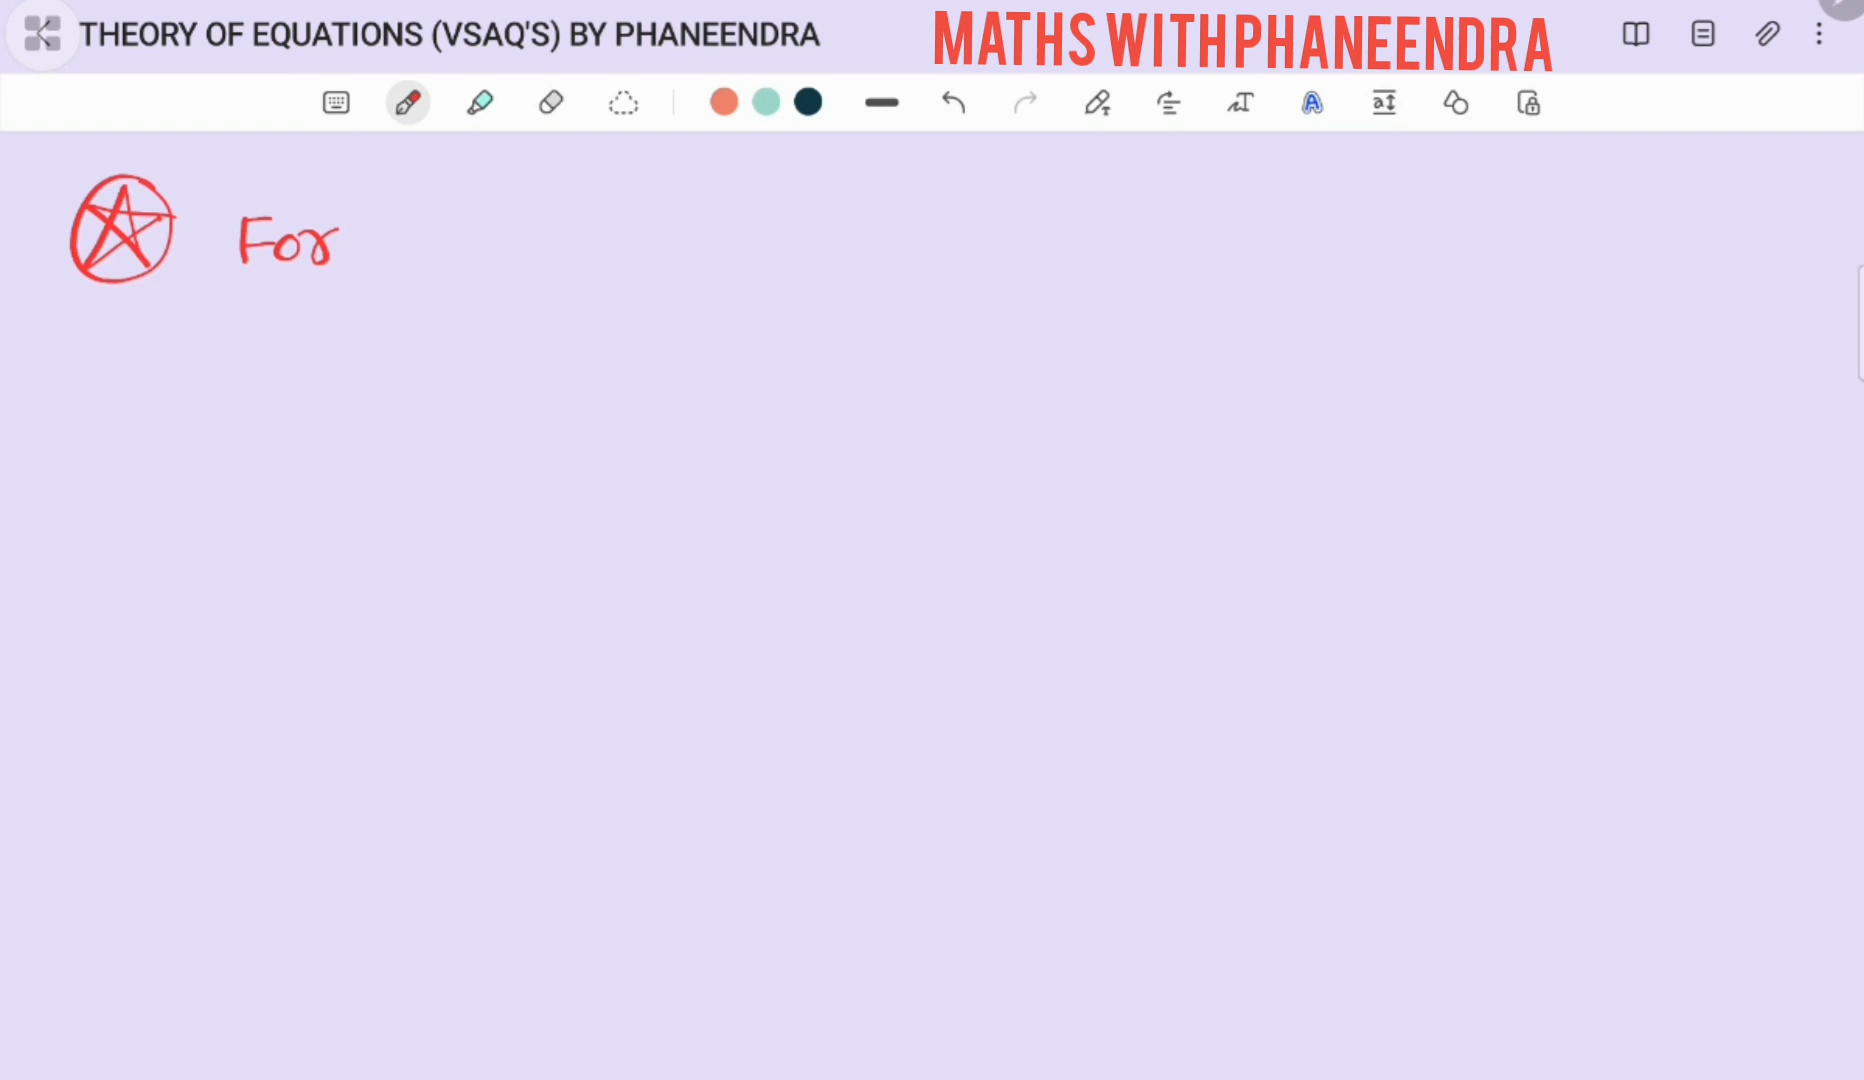 THEORY OF EQUATIONS (VSAQ'S) BY PHANEENDRA
MATHS WITH PHANEENDRA
For